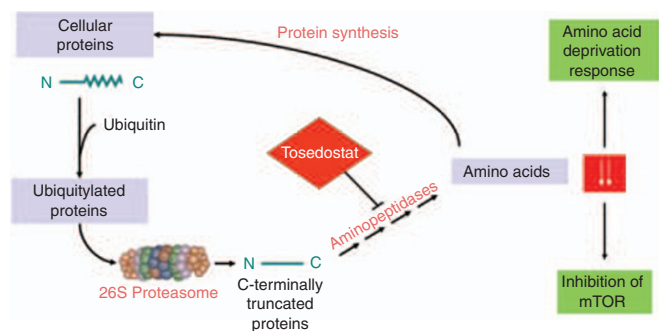 Cellular
proteins
Protein synthesis
Amino acid
deprivation
response
N C
Ubiquitin
Tosedostat
Amino acids
Ubiquitylated
proteins
Aminopeptidases
N C
26S Proteasome
C-terminally
truncated
proteins
Inhibition of
mTOR